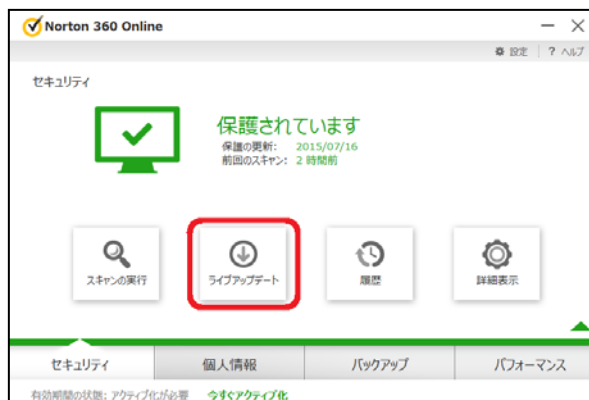 Norton 360 Online
設定 ? ヘルプ
セキュリティ
保護されています
保護の更新: 2015/07/16
前回のスキャン: 2 時間前
スキャンの実行 ライブアップデート 履歴 詳細表示
セキュリティ 個人情報 バックアップ パフォーマンス
有効期間の状態: アクティブ化が必要 今すぐアクティブ化